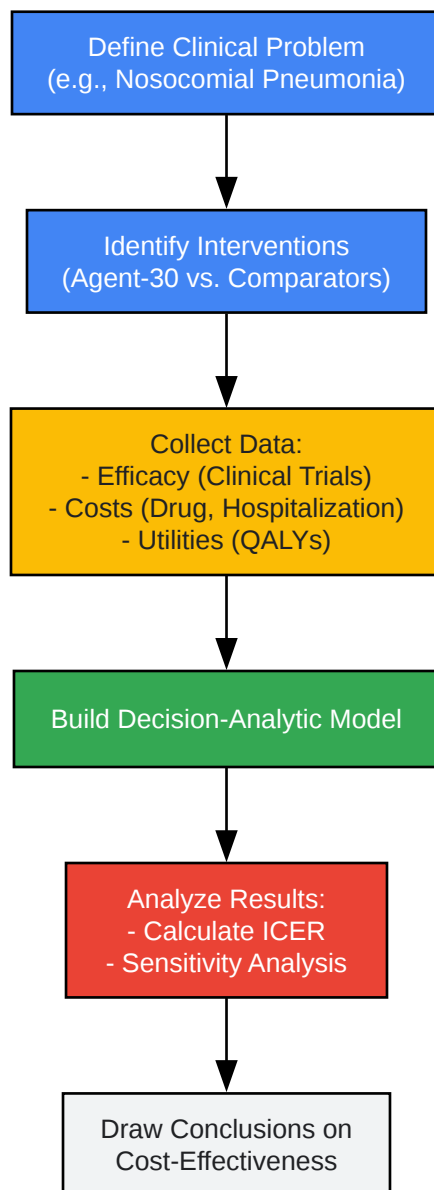 Define Clinical Problem
(e.g., Nosocomial Pneumonia)
Identify Interventions
(Agent-30 vs. Comparators)
Collect Data:
- Efficacy (Clinical Trials)
- Costs (Drug, Hospitalization)
- Utilities (QALYs)
Build Decision-Analytic Model
Analyze Results:
- Calculate ICER
- Sensitivity Analysis
Draw Conclusions on
Cost-Effectiveness